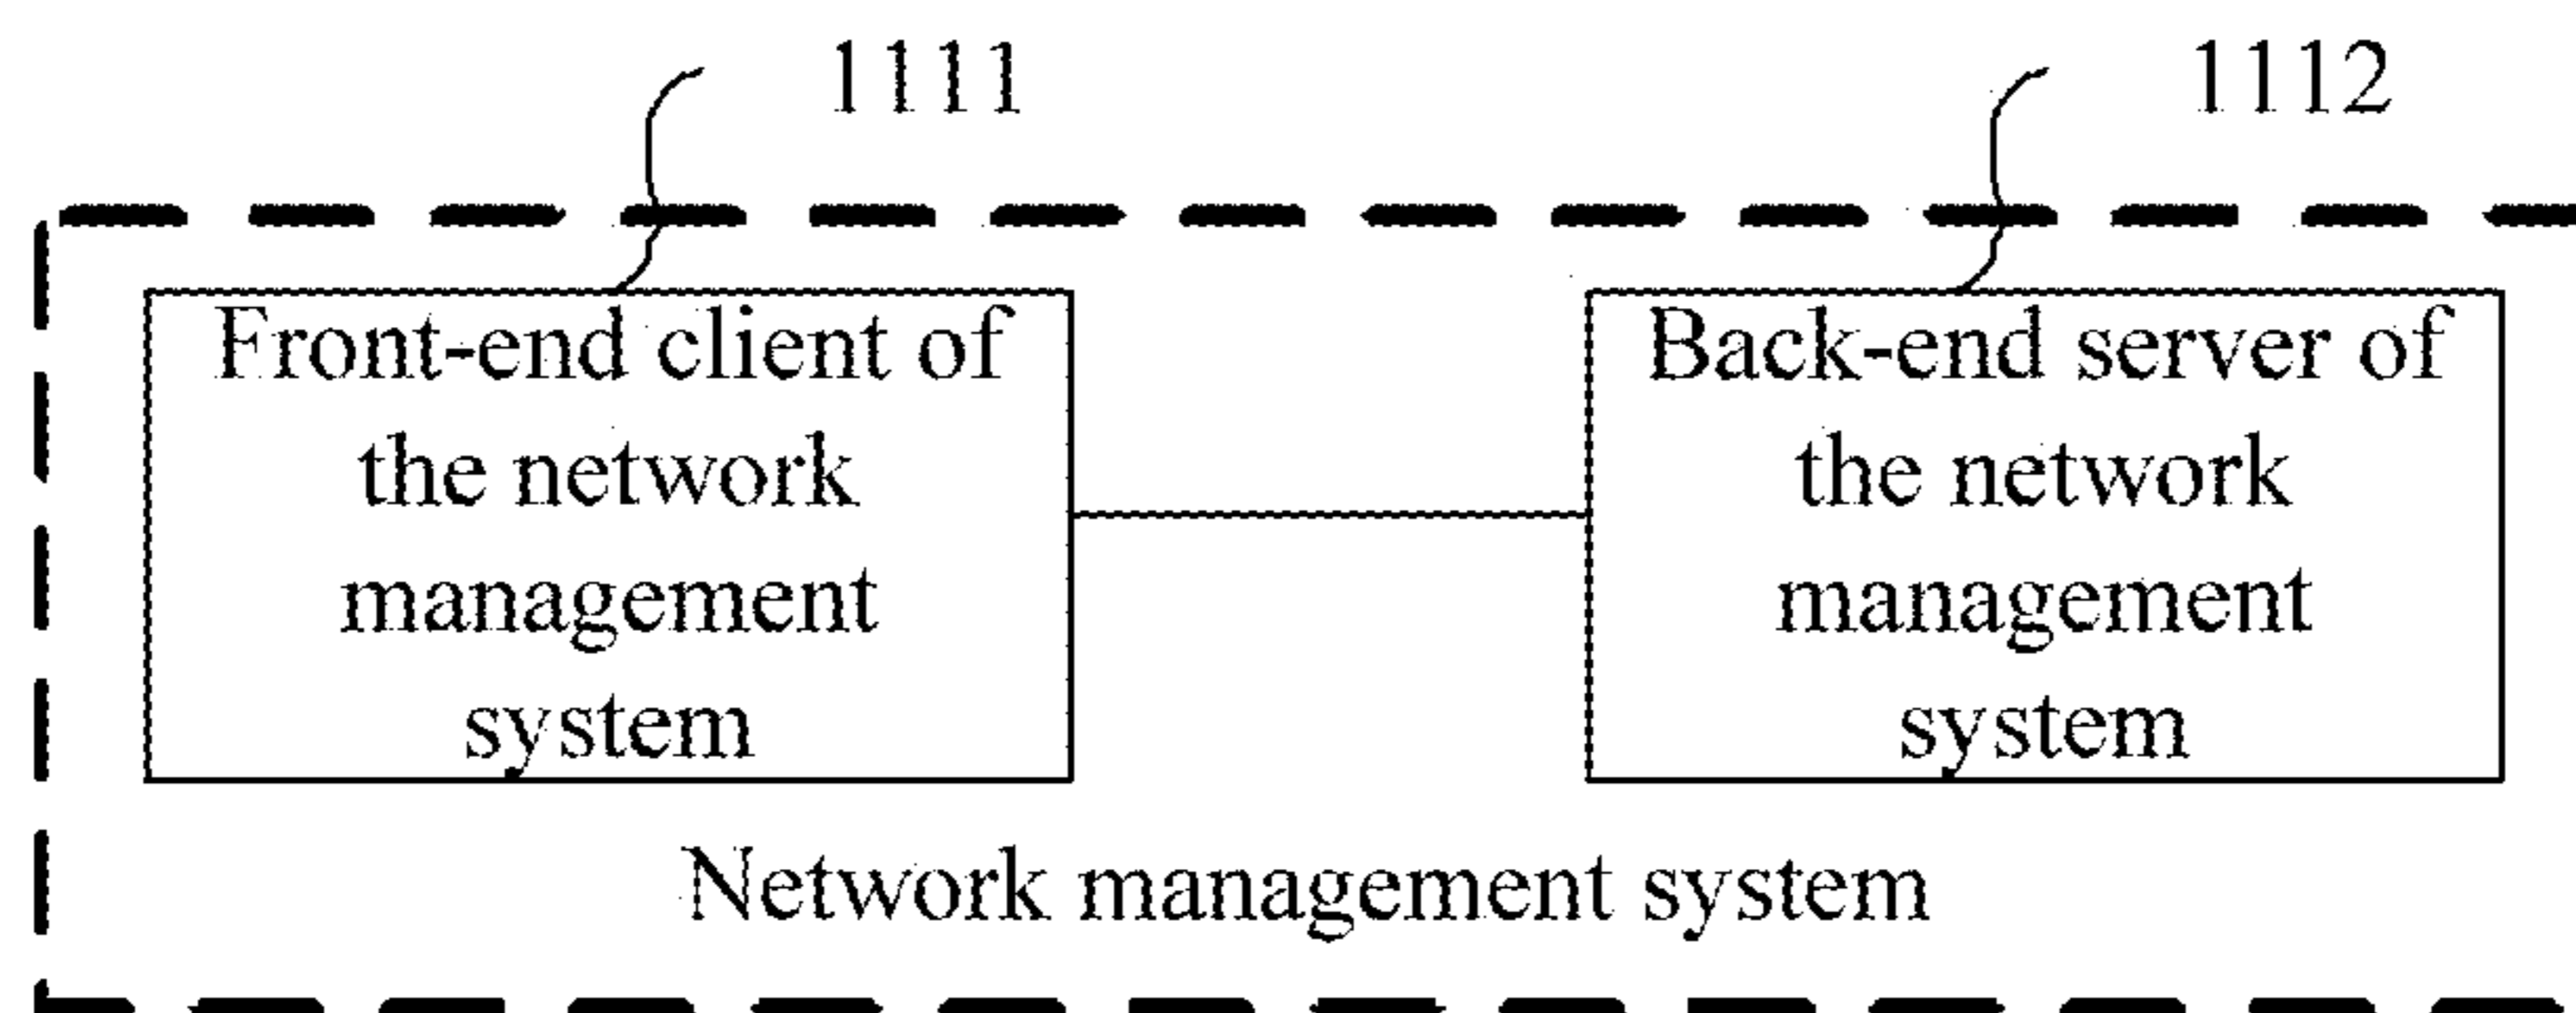 1111
1112
Front-end client of
the network
management
system
Back-end server of
the network
management
system
Network management system